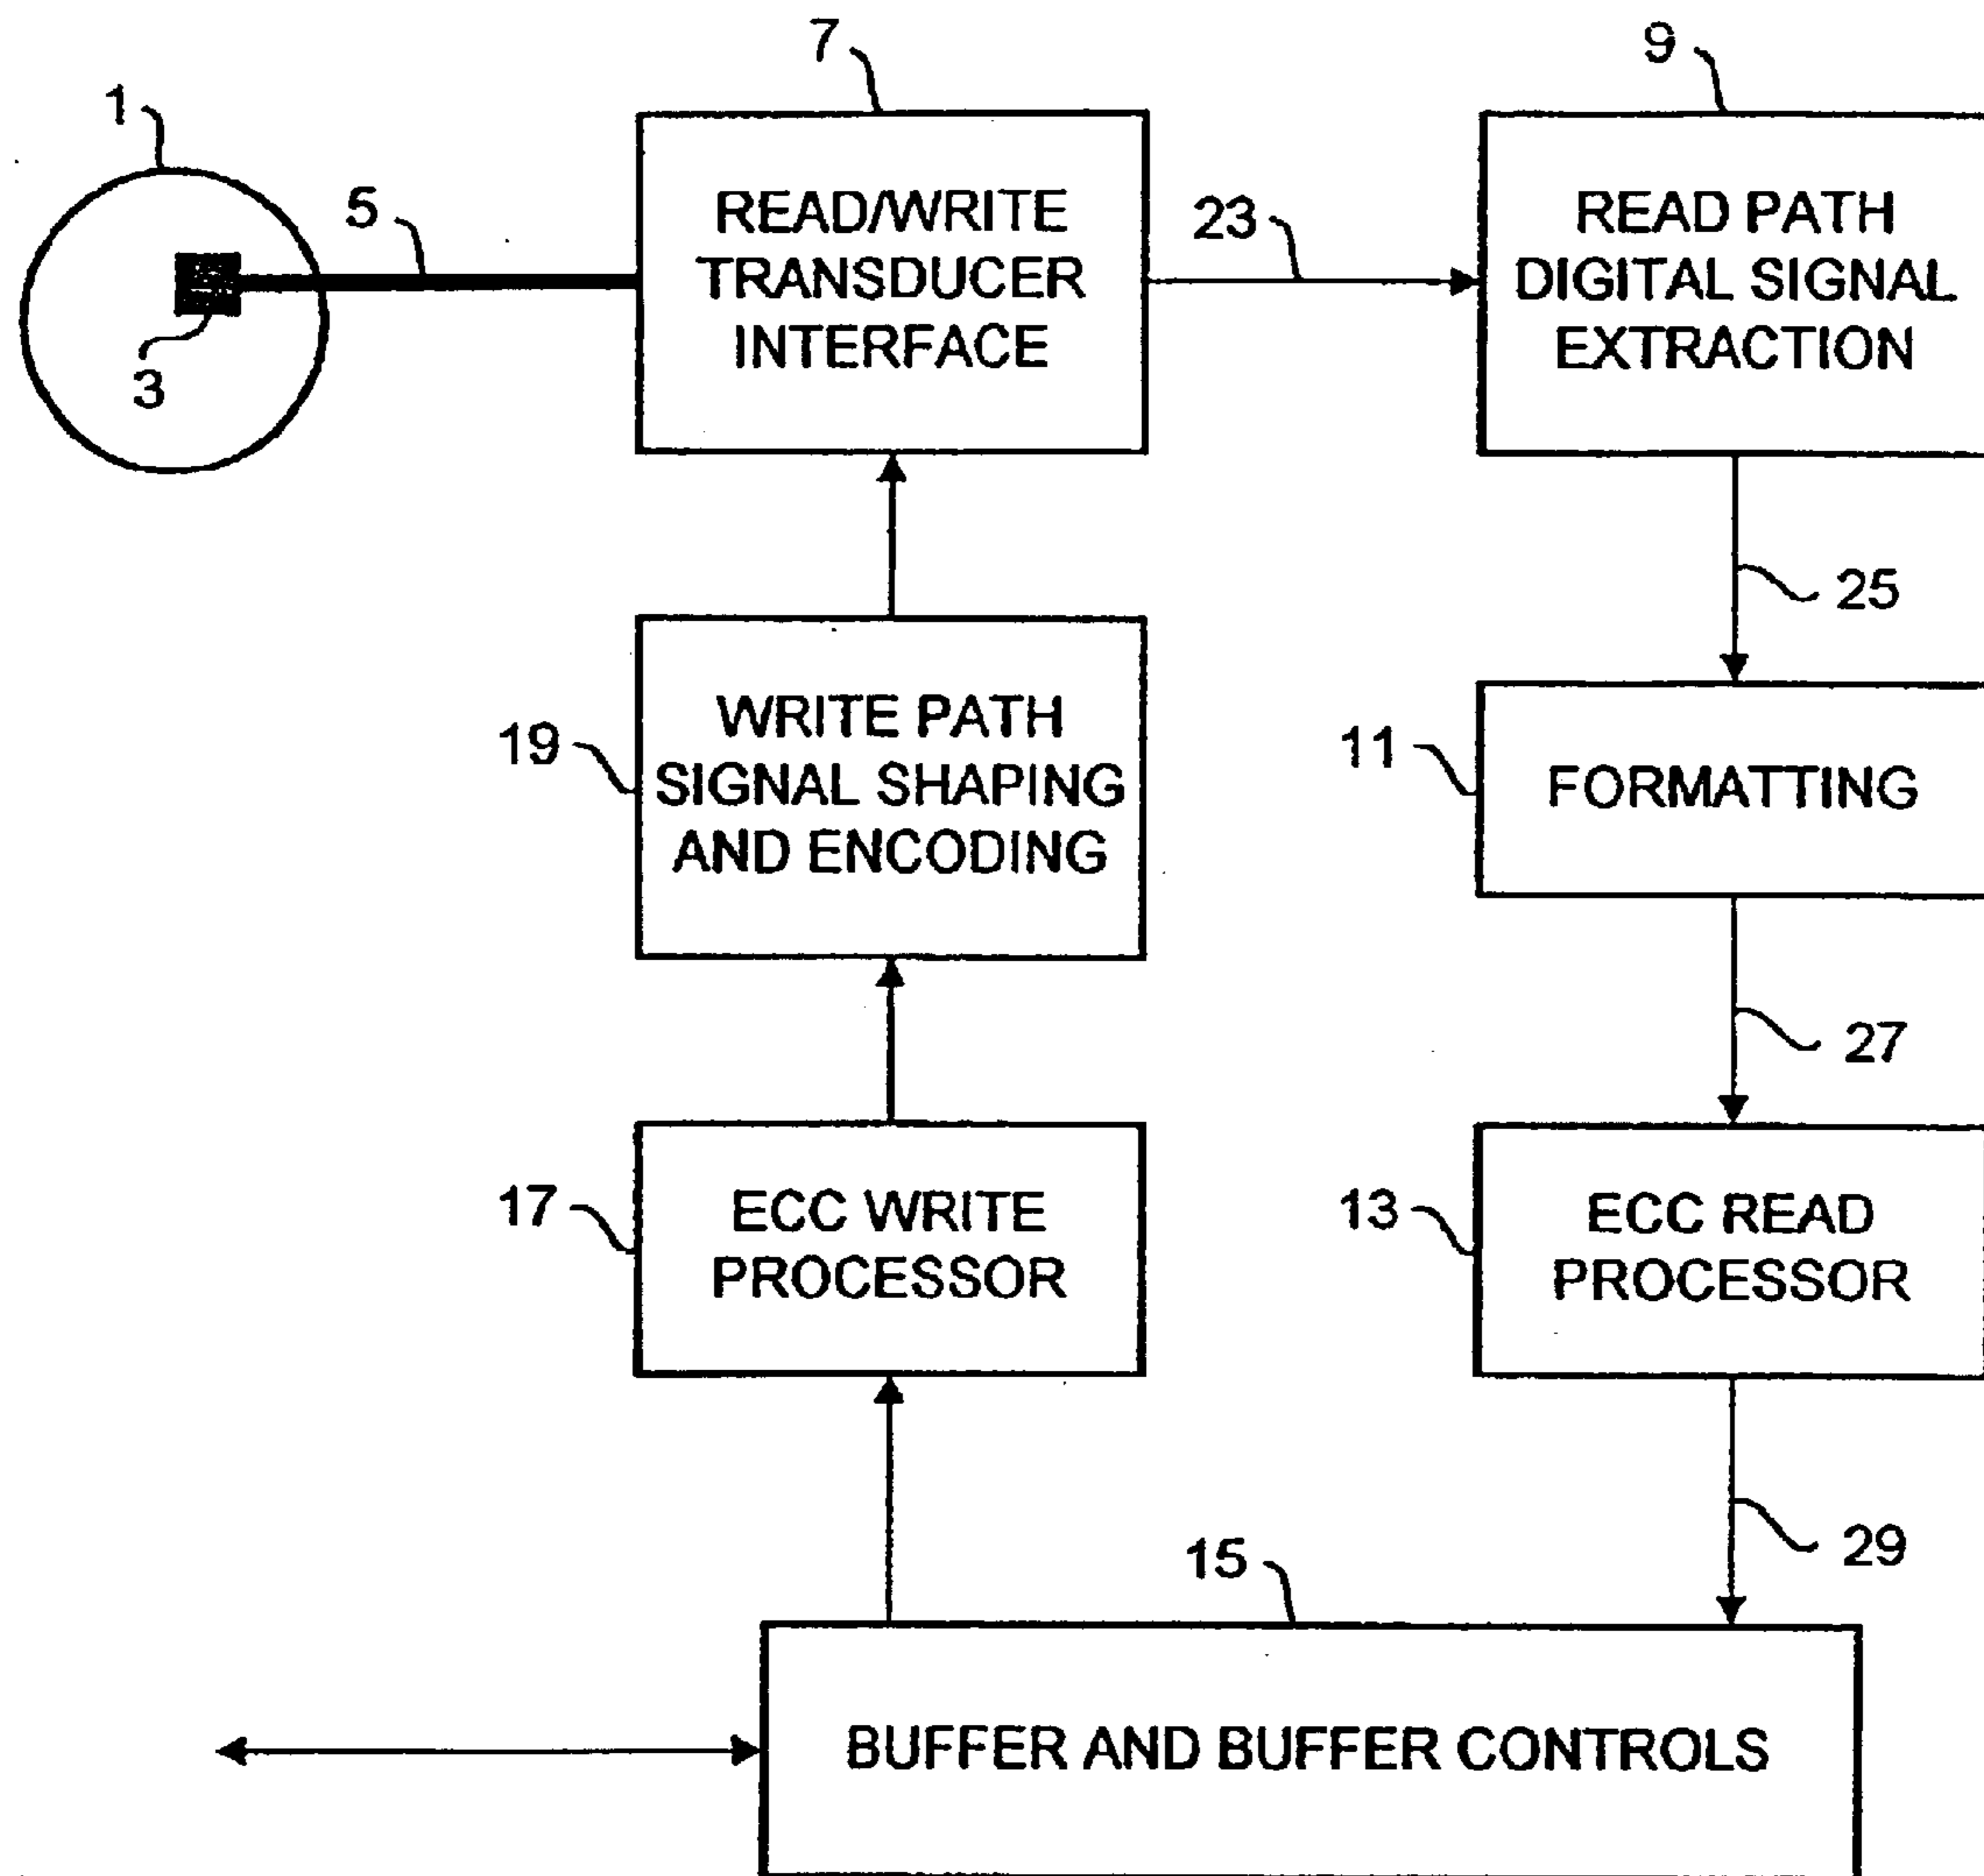 7
9
1
5
READ/WRITE
TRANSDUCER
INTERFACE
23
READ PATH
DIGITAL SIGNAL
EXTRACTION
3
25
19
WRITE PATH
SIGNAL SHAPING
AND ENCODING
11
FORMATTING
27
17
ECC WRITE
PROCESSOR
13
ECC READ
PROCESSOR
29
15
BUFFER AND BUFFER CONTROLS